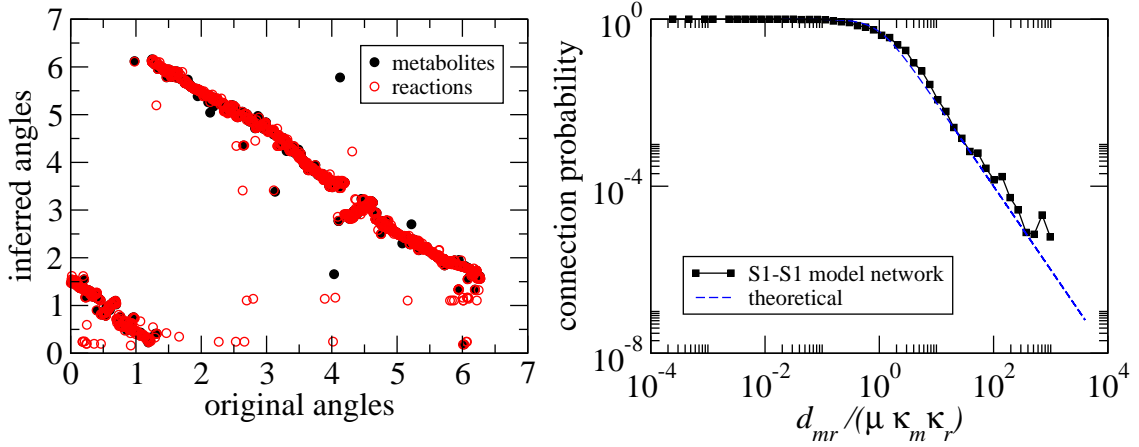 7
6
5
4
3
2
1
0
inferred angles
0 1 2 3 4 5 6 7
original angles
metabolites
reactions
10^0
10^-4
10^-8
connection probability
S1-S1 model network
theoretical
10^-4 10^-2 10^0 10^2 10^4
d_mr /(μ κ_m κ_r)